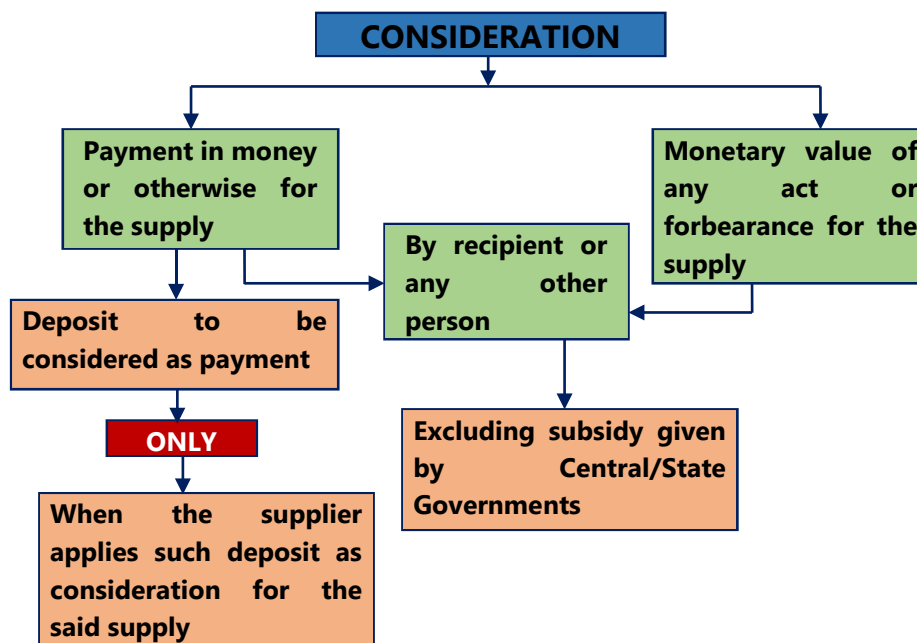 CONSIDERATION
Payment in money
or otherwise for
the supply
Monetary value of
any act or
forbearance for the
supply
By recipient or
any other
person
Deposit to be
considered as payment
ONLY
When the supplier
applies such deposit as
consideration for the
said supply
Excluding subsidy given
by Central/State
Governments